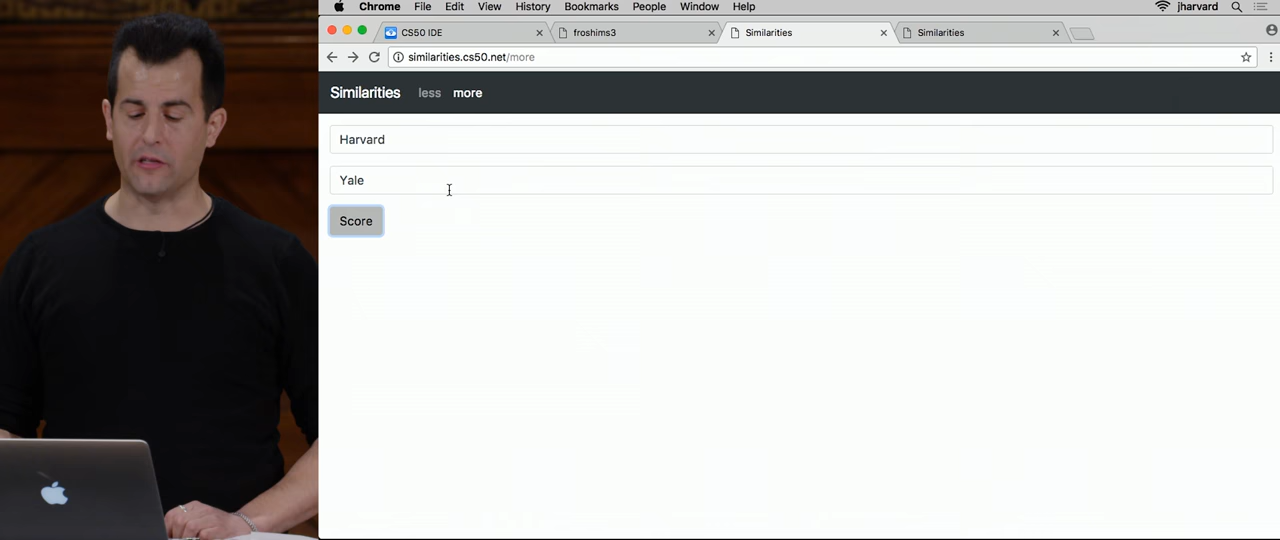 Chrome File Edit View History Bookmarks People Window Help jharvard
CS50 IDE froshims3 Similarities Similarities
similarities.cs50.net/more
Similarities less more
Harvard
Yale
Score